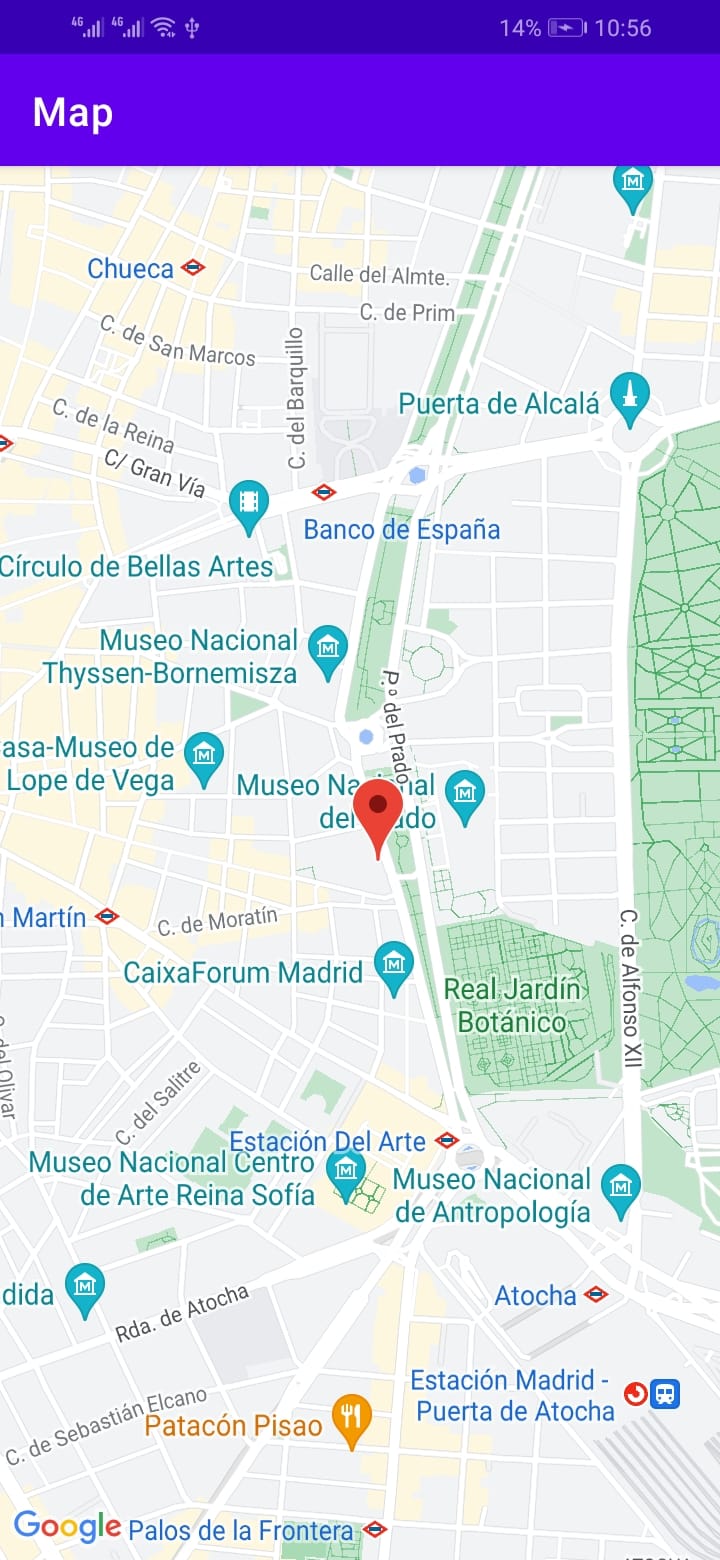 4G 4G 14% 10:56
Map
Chueca
Calle del Almte.
C. de Prim
C. de San Marcos
C. del Barquillo
Puerta de Alcalá
C. de la Reina
C/ Gran Vía
Banco de España
Círculo de Bellas Artes
Museo Nacional
Thyssen-Bornemisza
P.º del Prado
asa-Museo de
Lope de Vega
Museo Na al
del ado
n Martín
C. de Moratín
C. de Alfonso XII
CaixaForum Madrid
Real Jardín
Botánico
del Olivar
C. del Salitre
Estación Del Arte
Museo Nacional Centro
de Arte Reina Sofía
Museo Nacional
de Antropología
dida
Atocha
Rda. de Atocha
Estación Madrid -
Puerta de Atocha
C. de Sebastián Elcano
Patacón Pisao
Google
Palos de la Frontera